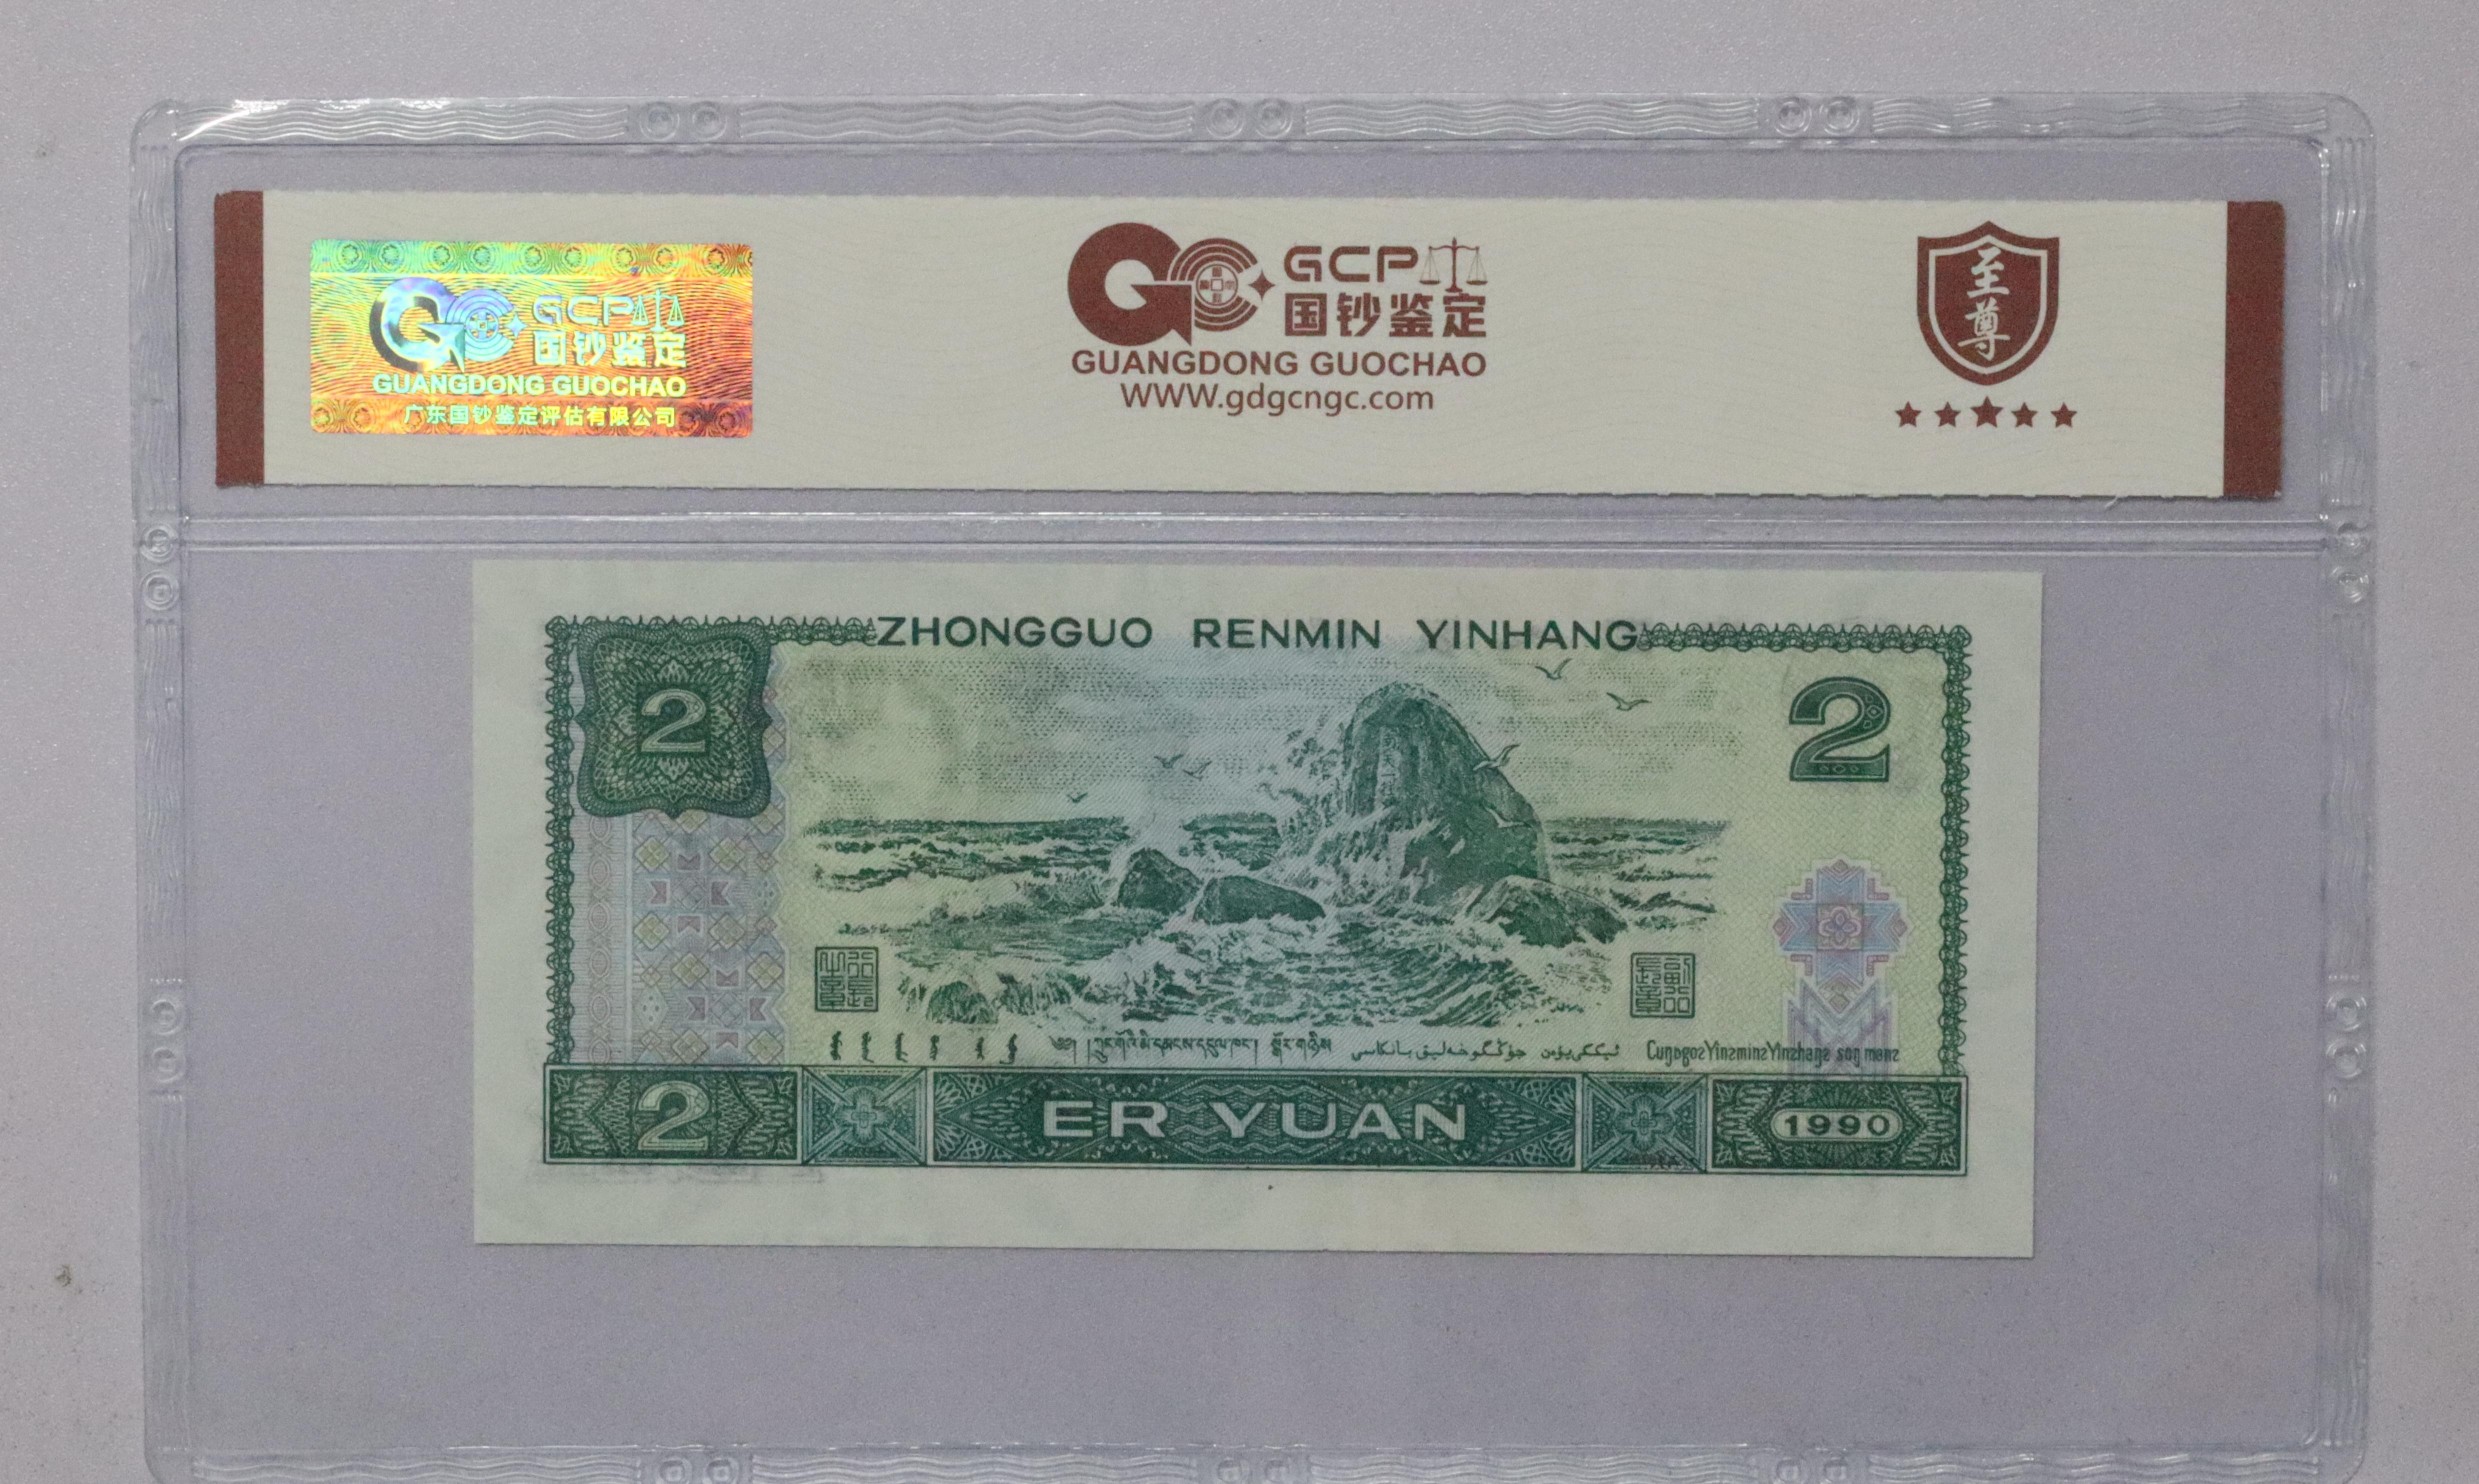 GCP
国钞鉴定
GUANGDONG GUOCHAO
广东国钞鉴定评估有限公司
GCP
国钞鉴定
GUANGDONG GUOCHAO
WWW.gdgcngc.com
至尊
ZHONGGUO RENMIN YINHANG
2
2
行长之章
副行长章
2
ER YUAN
1990